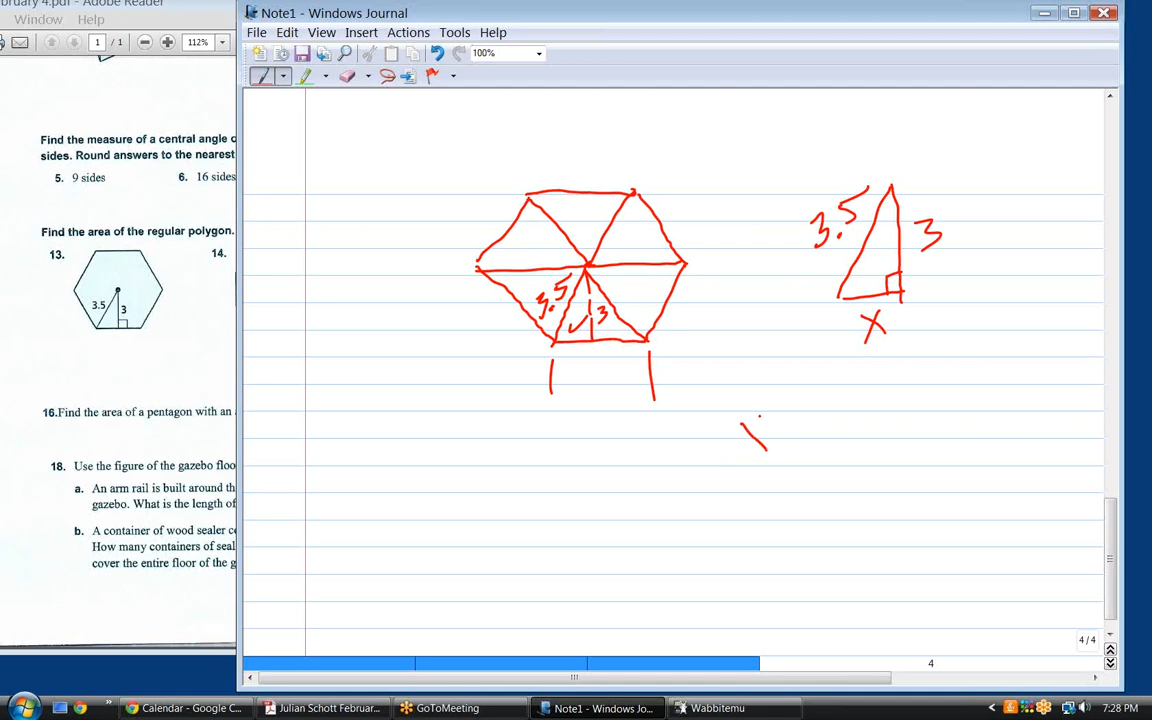 bruary 4.pdf - Adobe Reader
Window Help
1 / 1 112%
Find the measure of a central angle o
sides. Round answers to the nearest
5. 9 sides 6. 16 sides
Find the area of the regular polygon.
13. 14.
3.5 3
16.Find the area of a pentagon with an
18. Use the figure of the gazebo floo
a. An arm rail is built around th
gazebo. What is the length of
b. A container of wood sealer co
How many containers of seal
cover the entire floor of the g
Note1 - Windows Journal
File Edit View Insert Actions Tools Help
100%
3.5 3
3.5 3
x
4/4
4
Calendar - Google C... Julian Schott Februar... GoToMeeting Note1 - Windows Jo... Wabbitemu 7:28 PM